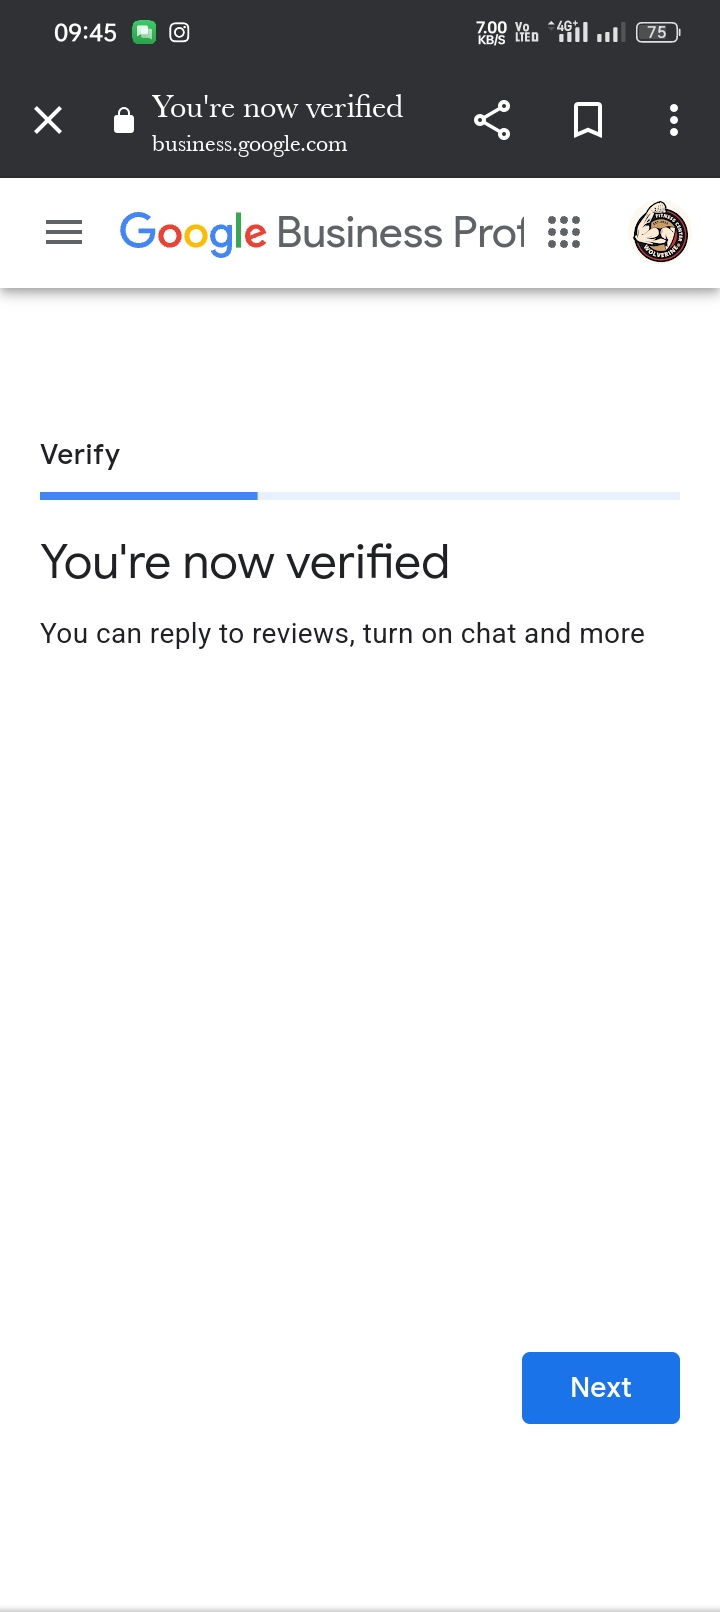 09:45
7.00 KB/S Vo LTED 4G+ 75
You're now verified
business.google.com
Google Business Prof
FITNESS CENTER
WOLVERINE
Verify
You're now verified
You can reply to reviews, turn on chat and more
Next